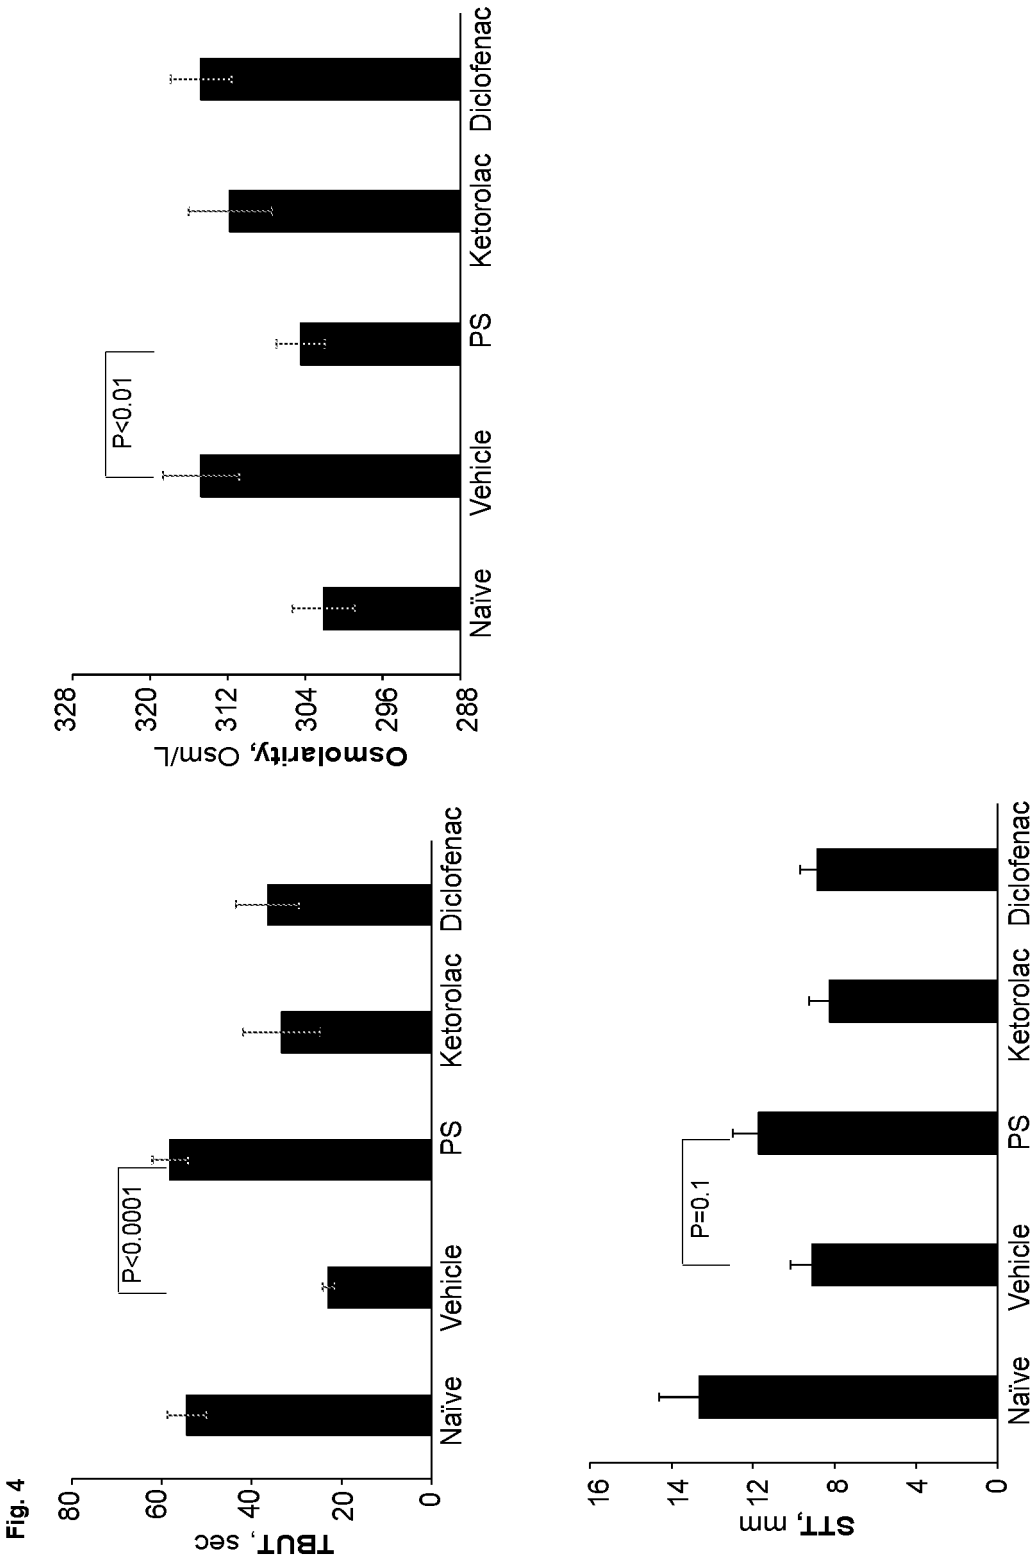 Fig. 4
TBUT, sec
80
60
40
20
0
P<0.0001
Naïve
Vehicle
PS
Ketorolac
Diclofenac
Osmolarity, Osm/L
328
320
312
304
296
288
P<0.01
Naïve
Vehicle
PS
Ketorolac
Diclofenac
STT, mm
16
14
12
8
4
0
P=0.1
Naïve
Vehicle
PS
Ketorolac
Diclofenac